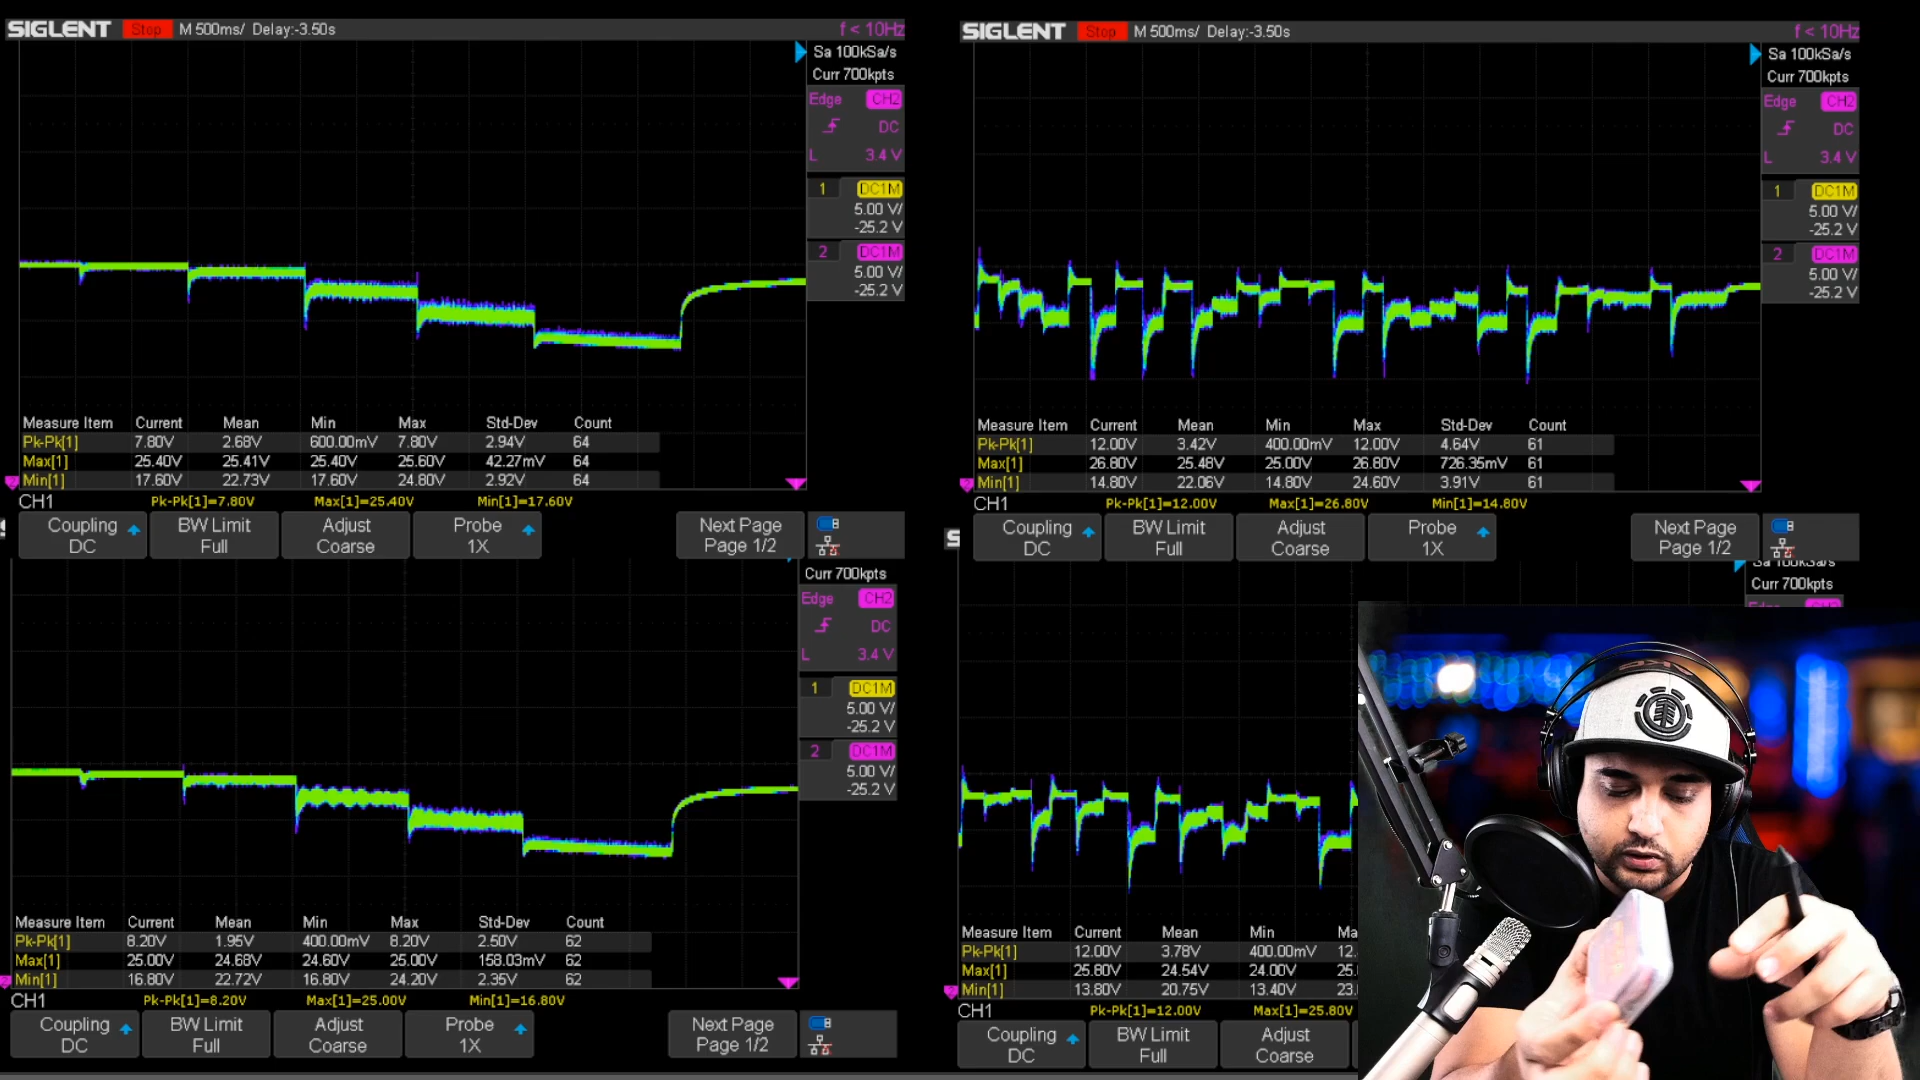 SIGLENT Stop M 500ms/ Delay:-3.50s f < 10Hz
Sa 100kSa/s
Curr 700kpts
Edge CH2
DC
L 3.4 V
1 DC1M
5.00 V/
-25.2 V
2 DC1M
5.00 V/
-25.2 V
Measure Item Current Mean Min Max Std-Dev Count
Pk-Pk[1] 7.80V 2.68V 600.00mV 7.80V 2.94V 64
Max[1] 25.40V 25.41V 25.40V 25.60V 42.27mV 64
Min[1] 17.60V 22.73V 17.60V 24.80V 2.92V 64
CH1 Pk-Pk[1]=7.80V Max[1]=25.40V Min[1]=17.60V
Coupling DC
BW Limit Full
Adjust Coarse
Probe 1X
Next Page Page 1/2
SIGLENT Stop M 500ms/ Delay:-3.50s f < 10Hz
Sa 100kSa/s
Curr 700kpts
Edge CH2
DC
L 3.4 V
1 DC1M
5.00 V/
-25.2 V
2 DC1M
5.00 V/
-25.2 V
Measure Item Current Mean Min Max Std-Dev Count
Pk-Pk[1] 12.00V 3.42V 400.00mV 12.00V 4.64V 61
Max[1] 26.80V 25.48V 25.00V 26.80V 726.35mV 61
Min[1] 14.80V 22.06V 14.80V 24.60V 3.91V 61
CH1 Pk-Pk[1]=12.00V Max[1]=26.80V Min[1]=14.80V
Coupling DC
BW Limit Full
Adjust Coarse
Probe 1X
Next Page Page 1/2
Curr 700kpts
Edge CH2
DC
L 3.4 V
1 DC1M
5.00 V/
-25.2 V
2 DC1M
5.00 V/
-25.2 V
Measure Item Current Mean Min Max Std-Dev Count
Pk-Pk[1] 8.20V 1.95V 400.00mV 8.20V 2.50V 62
Max[1] 25.00V 24.68V 24.60V 25.00V 158.03mV 62
Min[1] 16.80V 22.72V 16.80V 24.20V 2.35V 62
CH1 Pk-Pk[1]=8.20V Max[1]=25.00V Min[1]=16.80V
Coupling DC
BW Limit Full
Adjust Coarse
Probe 1X
Next Page Page 1/2
Sa 100kSa/s
Curr 700kpts
Edge CH2
Measure Item Current Mean Min Ma
Pk-Pk[1] 12.00V 3.78V 400.00mV 12.
Max[1] 25.80V 24.54V 24.00V 25.
Min[1] 13.80V 20.75V 13.40V 23.
CH1 Pk-Pk[1]=12.00V Max[1]=25.80V
Coupling DC
BW Limit Full
Adjust Coarse